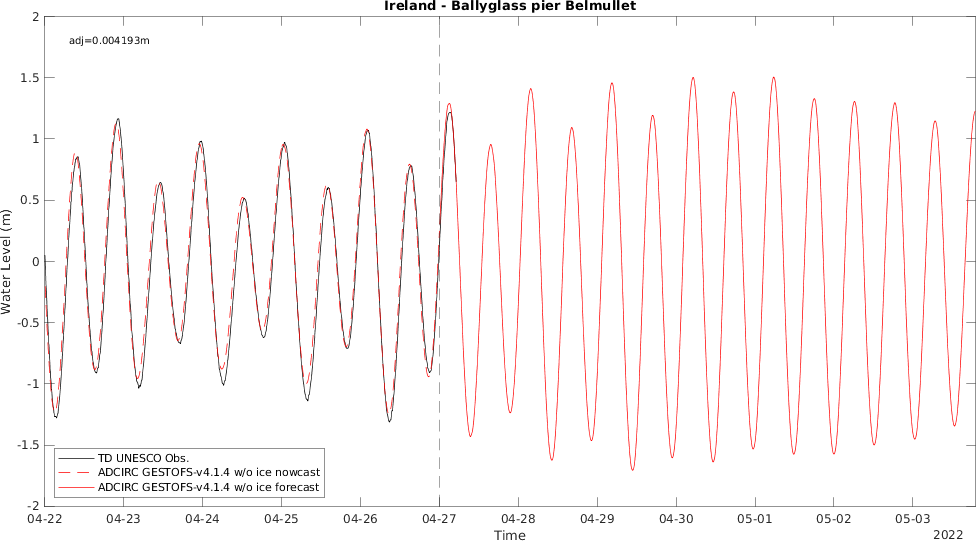 Ireland - Ballyglass pier Belmullet
adj=0.004193m
2
1.5
1
0.5
0
-0.5
-1
-1.5
-2
Water Level (m)
TD UNESCO Obs.
ADCIRC GESTOFS-v4.1.4 w/o ice nowcast
ADCIRC GESTOFS-v4.1.4 w/o ice forecast
04-22 04-23 04-24 04-25 04-26 04-27 04-28 04-29 04-30 05-01 05-02 05-03
Time
2022